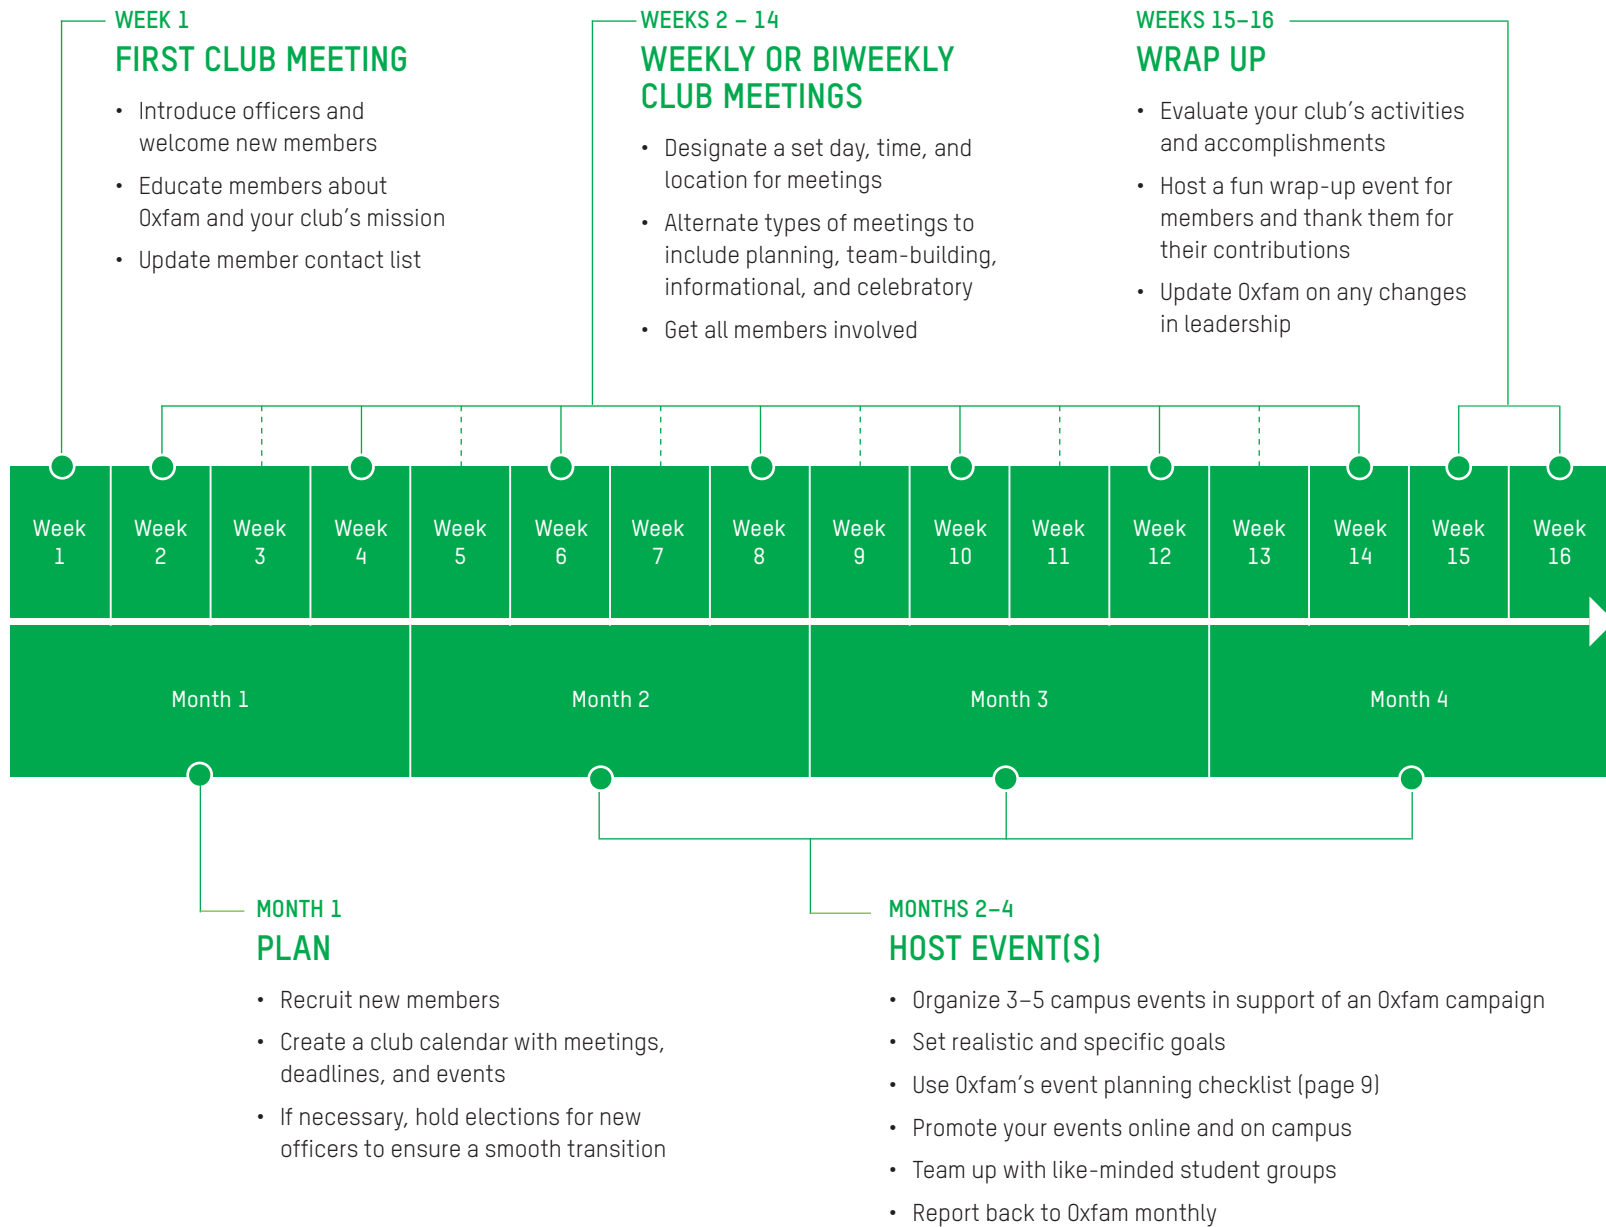 WEEK 1
FIRST CLUB MEETING
• Introduce officers and
welcome new members
• Educate members about
Oxfam and your club's mission
• Update member contact list
WEEKS 2 – 14
WEEKLY OR BIWEEKLY
CLUB MEETINGS
• Designate a set day, time, and
location for meetings
• Alternate types of meetings to
include planning, team-building,
informational, and celebratory
• Get all members involved
WEEKS 15–16
WRAP UP
• Evaluate your club's activities
and accomplishments
• Host a fun wrap-up event for
members and thank them for
their contributions
• Update Oxfam on any changes
in leadership
Week
1
Week
2
Week
3
Week
4
Week
5
Week
6
Week
7
Week
8
Week
9
Week
10
Week
11
Week
12
Week
13
Week
14
Week
15
Week
16
Month 1
Month 2
Month 3
Month 4
MONTH 1
PLAN
• Recruit new members
• Create a club calendar with meetings,
deadlines, and events
• If necessary, hold elections for new
officers to ensure a smooth transition
MONTHS 2–4
HOST EVENT(S)
• Organize 3–5 campus events in support of an Oxfam campaign
• Set realistic and specific goals
• Use Oxfam's event planning checklist (page 9)
• Promote your events online and on campus
• Team up with like-minded student groups
• Report back to Oxfam monthly